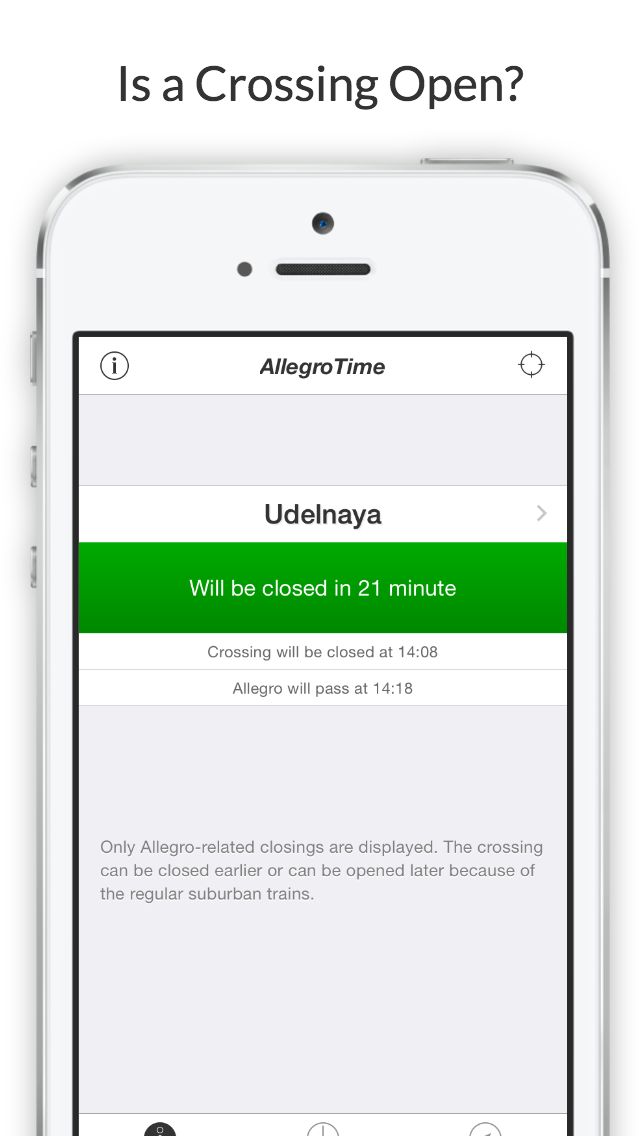 Is a Crossing Open?
AllegroTime
Udelnaya
Will be closed in 21 minute
Crossing will be closed at 14:08
Allegro will pass at 14:18
Only Allegro-related closings are displayed. The crossing
can be closed earlier or can be opened later because of
the regular suburban trains.